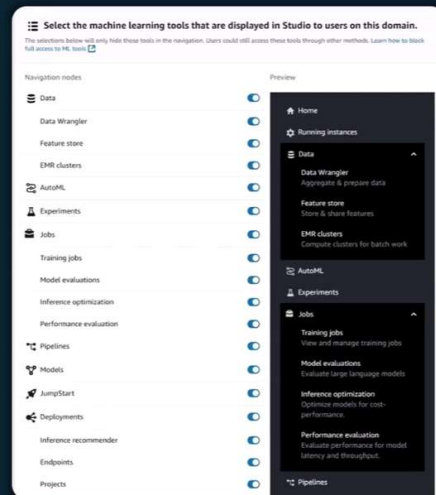 Select the machine learning tools that are displayed in Studio to users on this domain.
The selections below will only hide these tools in the navigation. Users could still access these tools through other methods. Learn how to block
full access to ML tools
Navigation nodes
Data
Data Wrangler
Feature store
EMR clusters
AutoML
Experiments
Jobs
Training jobs
Model evaluations
Inference optimization
Performance evaluation
Pipelines
Models
JumpStart
Deployments
Inference recommender
Endpoints
Projects
Preview
Home
Running instances
Data
Data Wrangler
Aggregate & prepare data
Feature store
Store & share features
EMR clusters
Compute clusters for batch work
AutoML
Experiments
Jobs
Training jobs
View and manage training jobs
Model evaluations
Evaluate large language models
Inference optimization
Optimize models for cost-
performance.
Performance evaluation
Evaluate performance for model
latency and throughput.
Pipelines